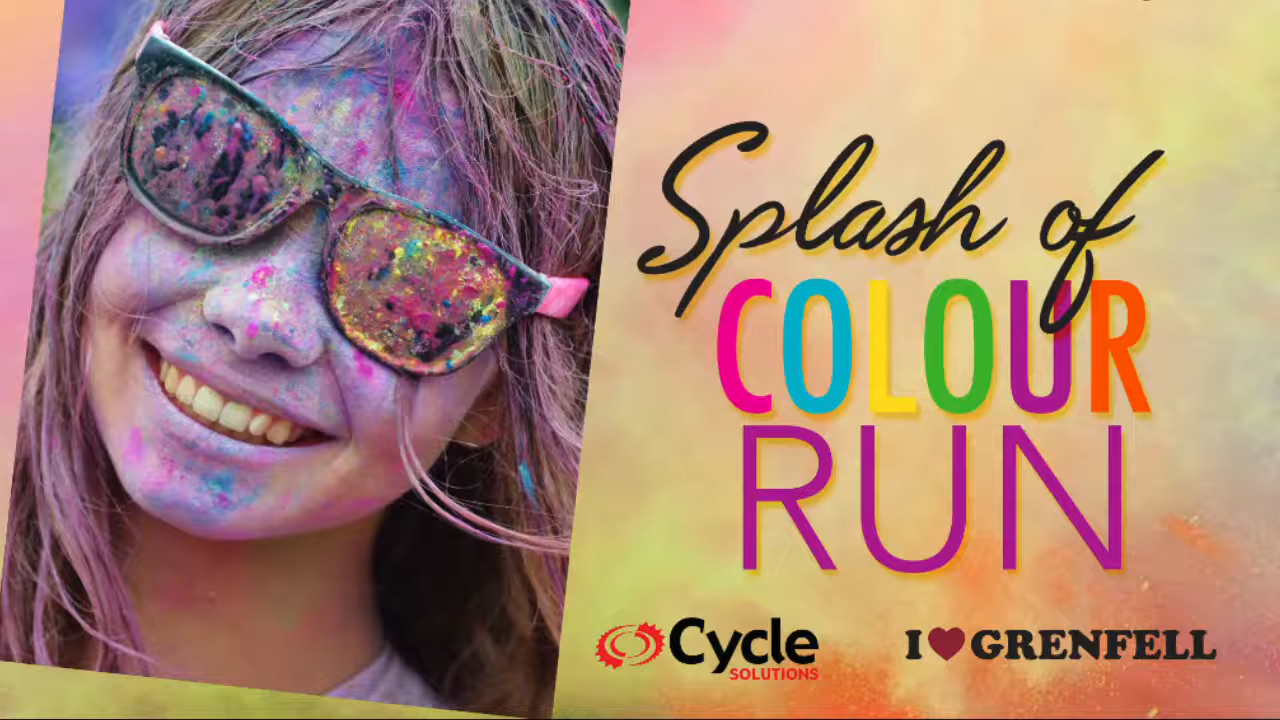 Splash of
COLOUR
RUN
Cycle
SOLUTIONS
I ❤ GRENFELL